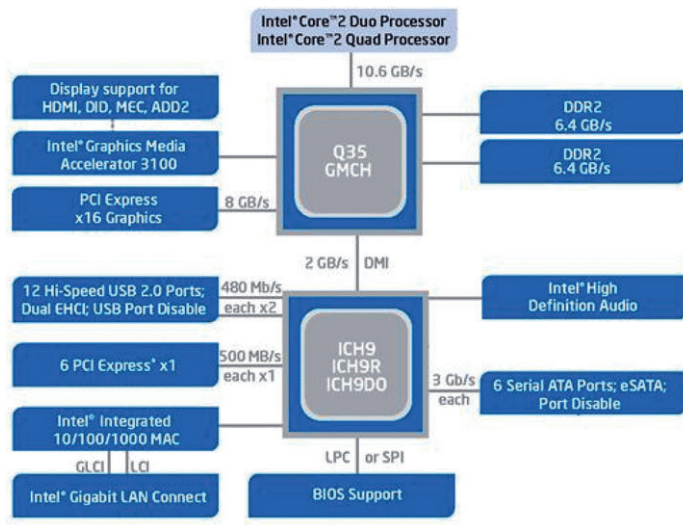 Intel® Core™2 Duo Processor
Intel® Core™2 Quad Processor
10.6 GB/s
Display support for
HDMI, DID, MEC, ADD2
Intel® Graphics Media
Accelerator 3100
PCI Express
x16 Graphics
8 GB/s
Q35
GMCH
DDR2
6.4 GB/s
DDR2
6.4 GB/s
2 GB/s
DMI
12 Hi-Speed USB 2.0 Ports;
Dual EHCI; USB Port Disable
480 Mb/s
each x2
6 PCI Express® x1
500 MB/s
each x1
Intel® Integrated
10/100/1000 MAC
GLCI
LCI
Intel® Gigabit LAN Connect
ICH9
ICH9R
ICH9DO
Intel® High
Definition Audio
3 Gb/s
each
6 Serial ATA Ports; eSATA;
Port Disable
LPC
or SPI
BIOS Support